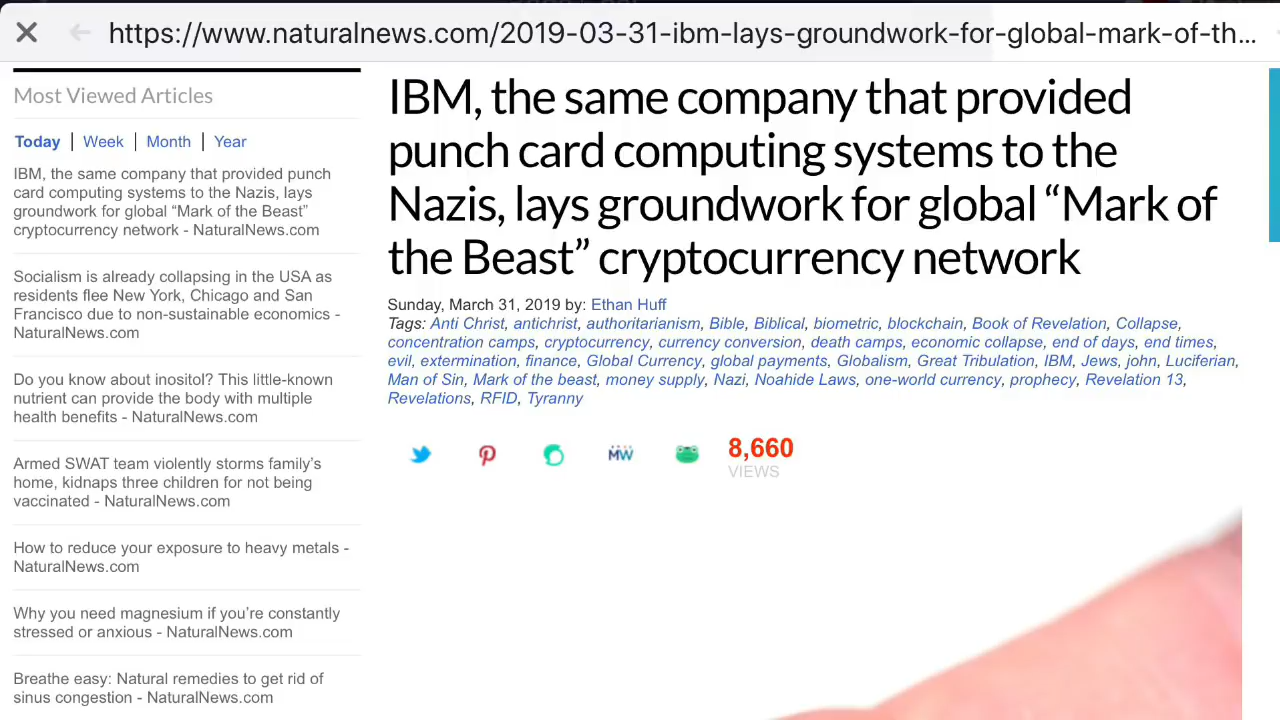 https://www.naturalnews.com/2019-03-31-ibm-lays-groundwork-for-global-mark-of-th...
Most Viewed Articles
Today | Week | Month | Year
IBM, the same company that provided punch
card computing systems to the Nazis, lays
groundwork for global “Mark of the Beast”
cryptocurrency network - NaturalNews.com
Socialism is already collapsing in the USA as
residents flee New York, Chicago and San
Francisco due to non-sustainable economics -
NaturalNews.com
Do you know about inositol? This little-known
nutrient can provide the body with multiple
health benefits - NaturalNews.com
Armed SWAT team violently storms family’s
home, kidnaps three children for not being
vaccinated - NaturalNews.com
How to reduce your exposure to heavy metals -
NaturalNews.com
Why you need magnesium if you’re constantly
stressed or anxious - NaturalNews.com
Breathe easy: Natural remedies to get rid of
sinus congestion - NaturalNews.com
IBM, the same company that provided
punch card computing systems to the
Nazis, lays groundwork for global “Mark of
the Beast” cryptocurrency network
Sunday, March 31, 2019 by: Ethan Huff
Tags: Anti Christ, antichrist, authoritarianism, Bible, Biblical, biometric, blockchain, Book of Revelation, Collapse,
concentration camps, cryptocurrency, currency conversion, death camps, economic collapse, end of days, end times,
evil, extermination, finance, Global Currency, global payments, Globalism, Great Tribulation, IBM, Jews, john, Luciferian,
Man of Sin, Mark of the beast, money supply, Nazi, Noahide Laws, one-world currency, prophecy, Revelation 13,
Revelations, RFID, Tyranny
MW
8,660
VIEWS